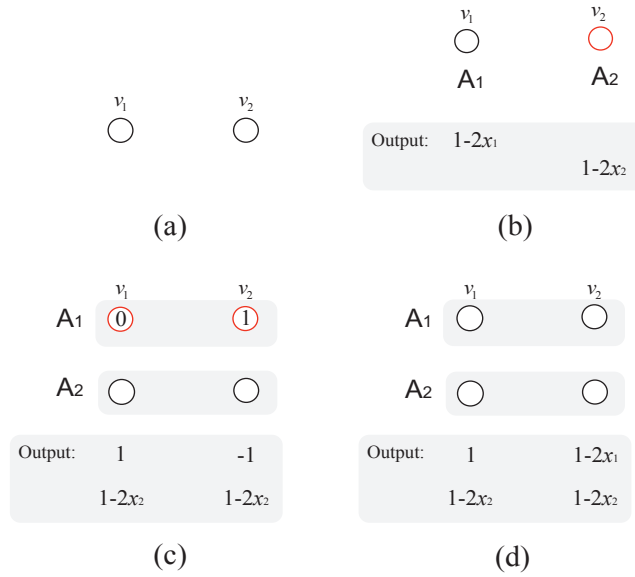 v1 v2
(a)
v1 v2
A1 A2
Output: 1-2x1
1-2x2
(b)
v1 v2
A1 0 1
A2
Output: 1 -1
1-2x2 1-2x2
(c)
v1 v2
A1
A2
Output: 1 1-2x1
1-2x2 1-2x2
(d)